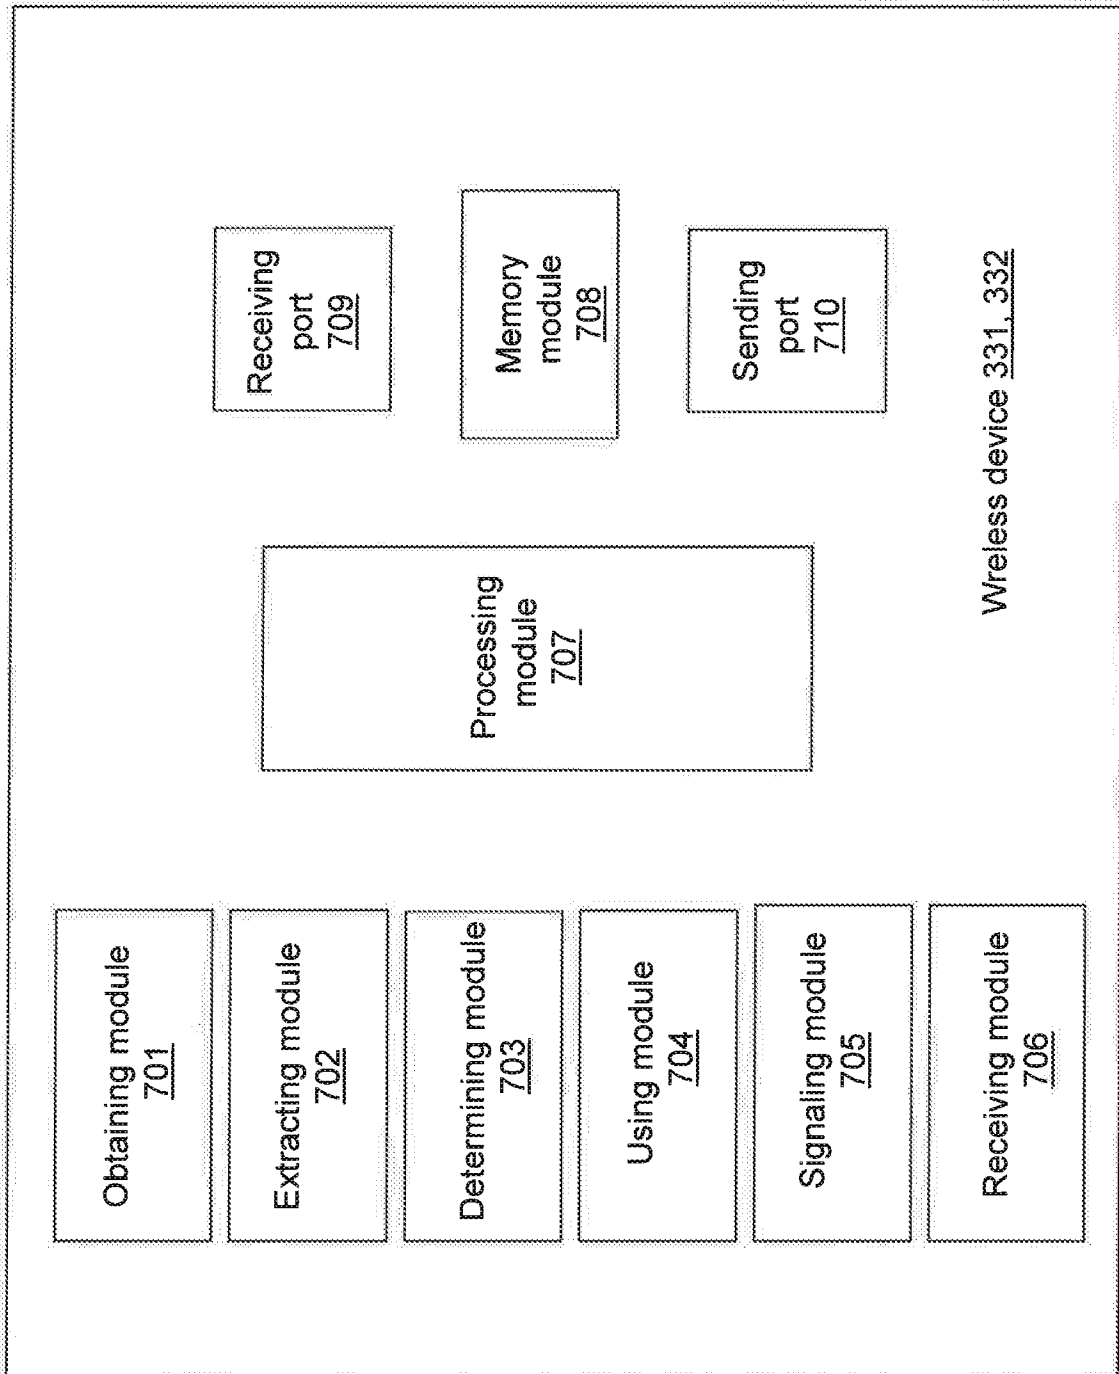 Obtaining module
701
Extracting module
702
Determining module
703
Using module
704
Signaling module
705
Receiving module
706
Processing
module
707
Receiving
port
709
Memory
module
708
Sending
port
710
Wreless device 331, 332